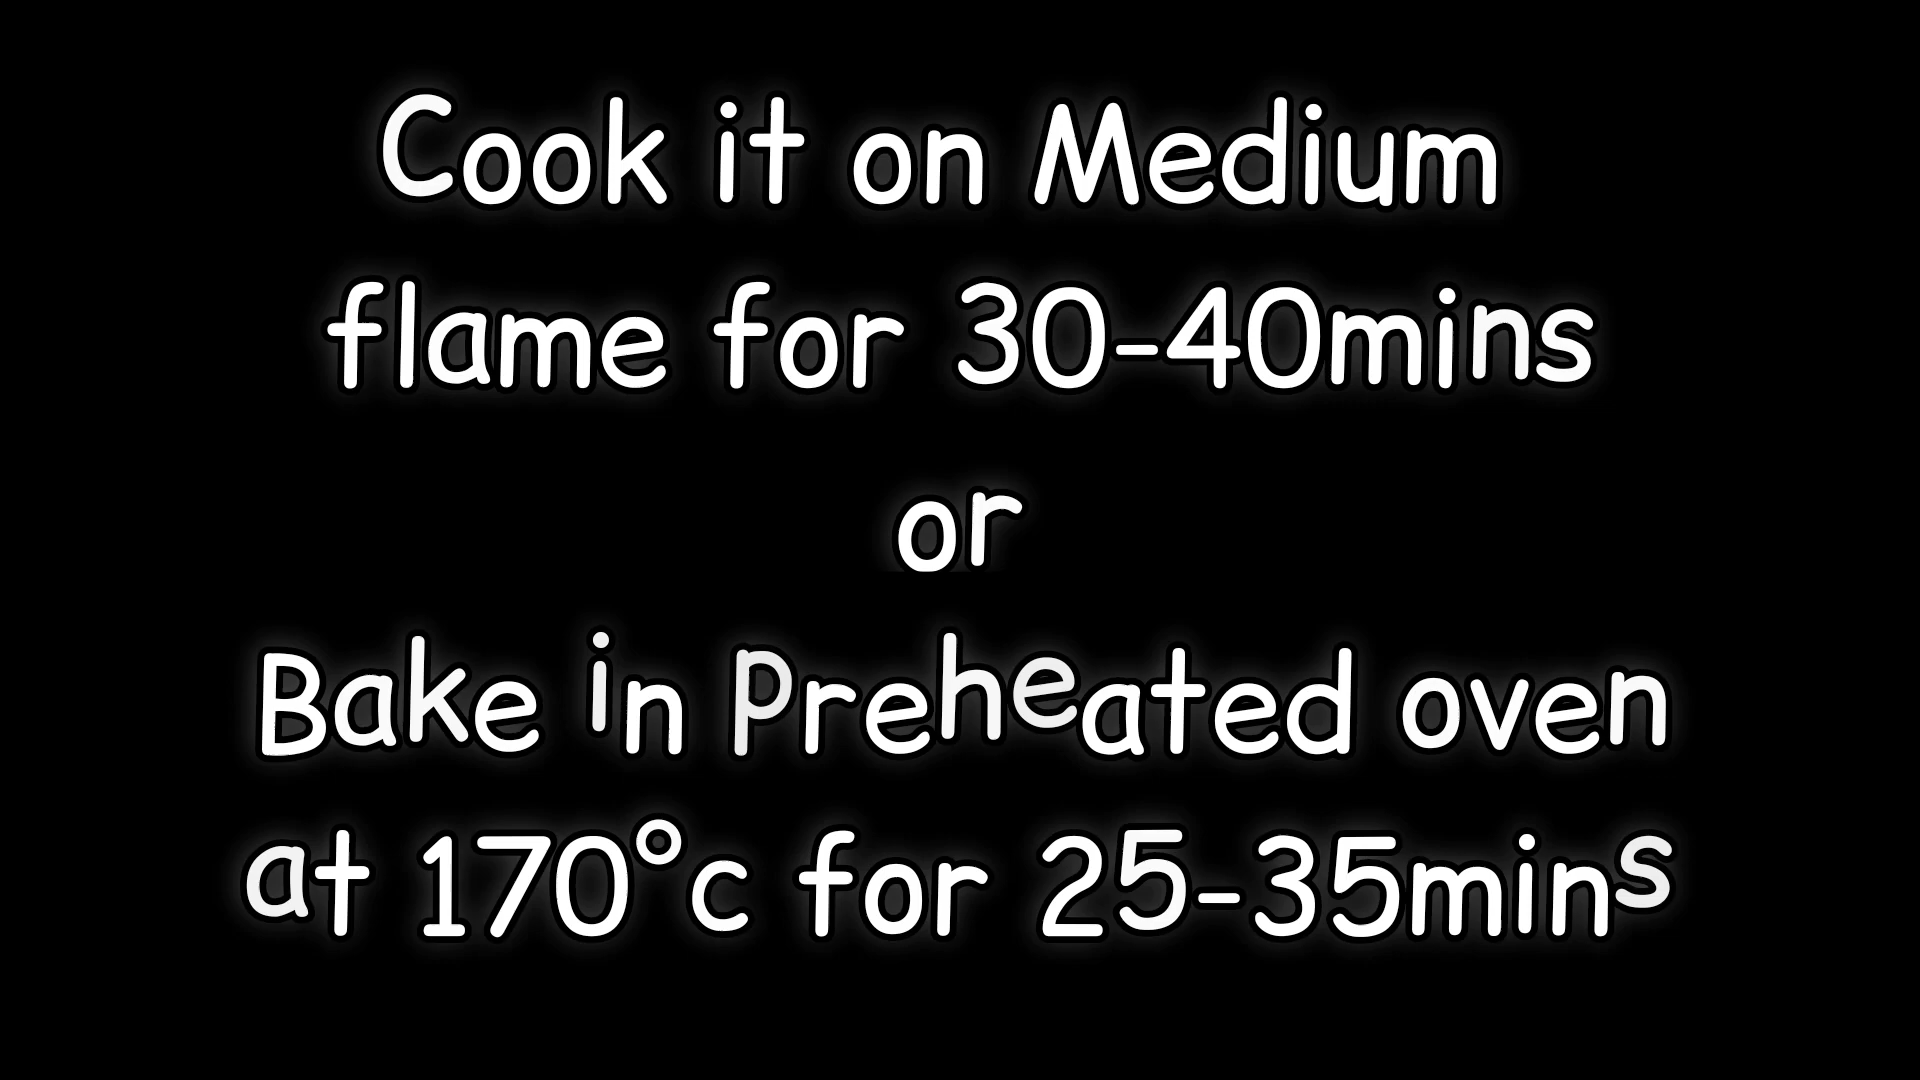 Cook it on Medium
flame for 30-40mins
or
Bake in Preheated oven
at 170°c for 25-35mins